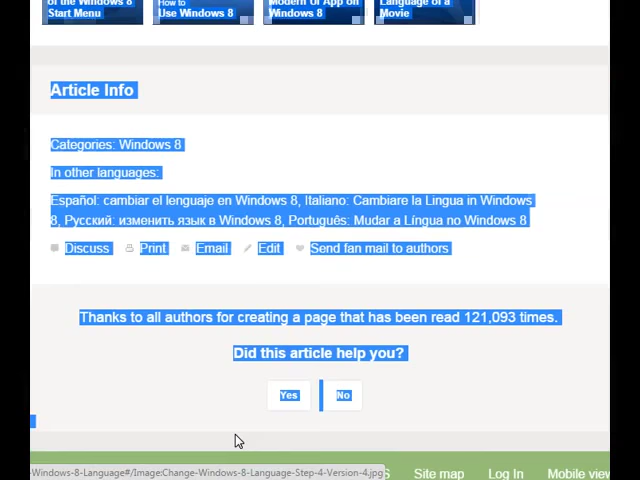 of the Windows 8
Start Menu
How to
Use Windows 8
Modern UI App on
Windows 8
Language of a
Movie
Article Info
Categories: Windows 8
In other languages:
Español: cambiar el lenguaje en Windows 8, Italiano: Cambiare la Lingua in Windows
8, Русский: изменить язык в Windows 8, Português: Mudar a Língua no Windows 8
Discuss Print Email Edit Send fan mail to authors
Thanks to all authors for creating a page that has been read 121,093 times.
Did this article help you?
Yes No
-Windows-8-Language#/Image:Change-Windows-8-Language-Step-4-Version-4.jpg
S Site map Log In Mobile view